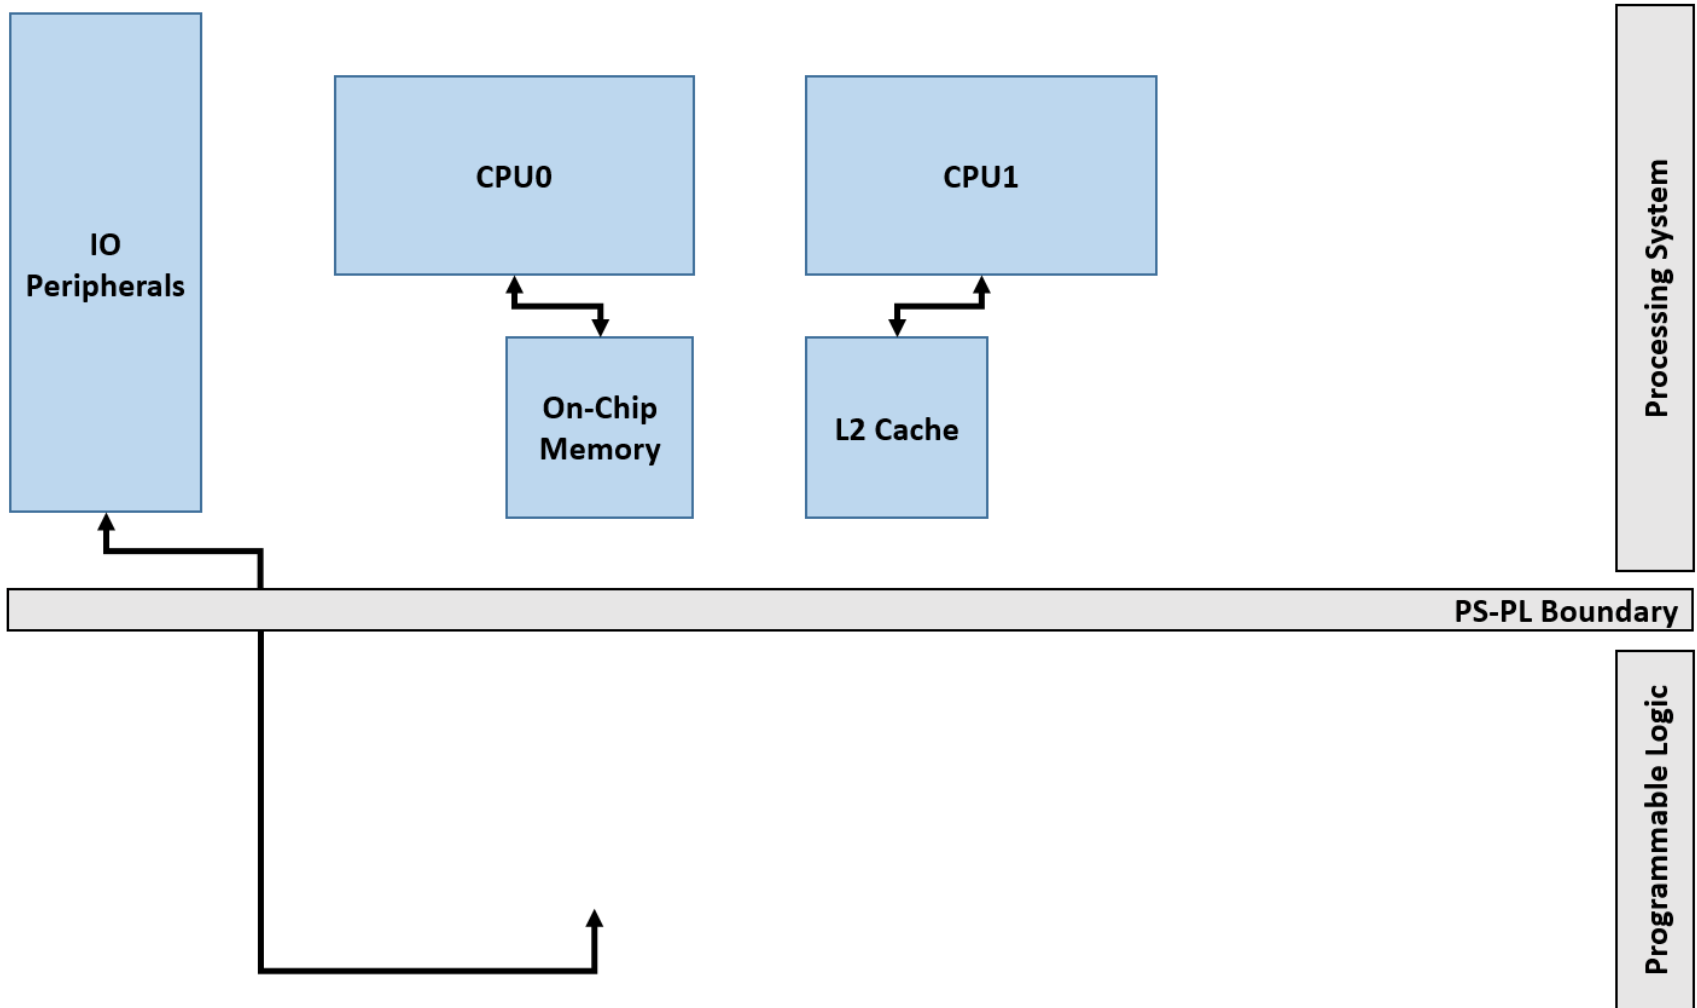 IO
Peripherals
CPU0
CPU1
On-Chip
Memory
L2 Cache
Processing System
PS-PL Boundary
Programmable Logic